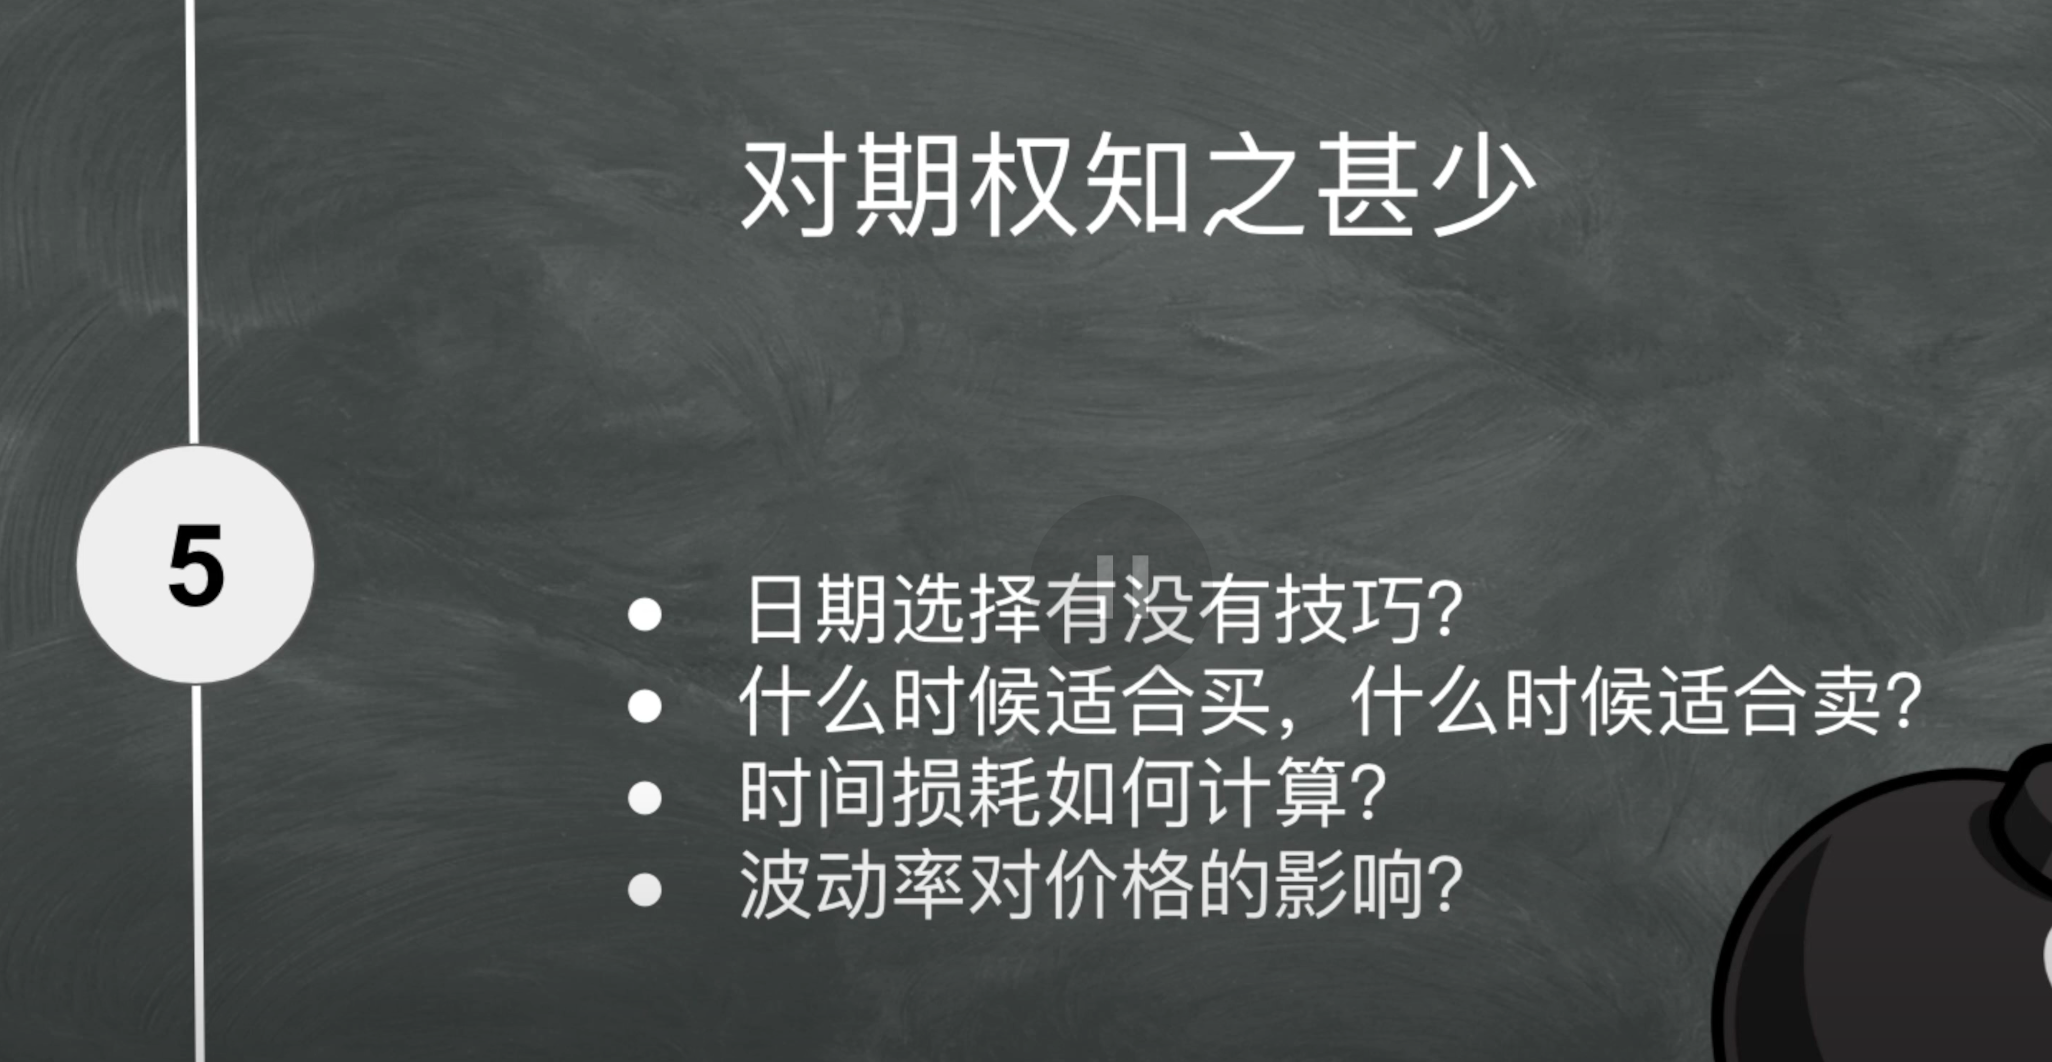 对期权知之甚少
5
日期选择有没有技巧?
什么时候适合买，什么时候适合卖?
时间损耗如何计算?
波动率对价格的影响?